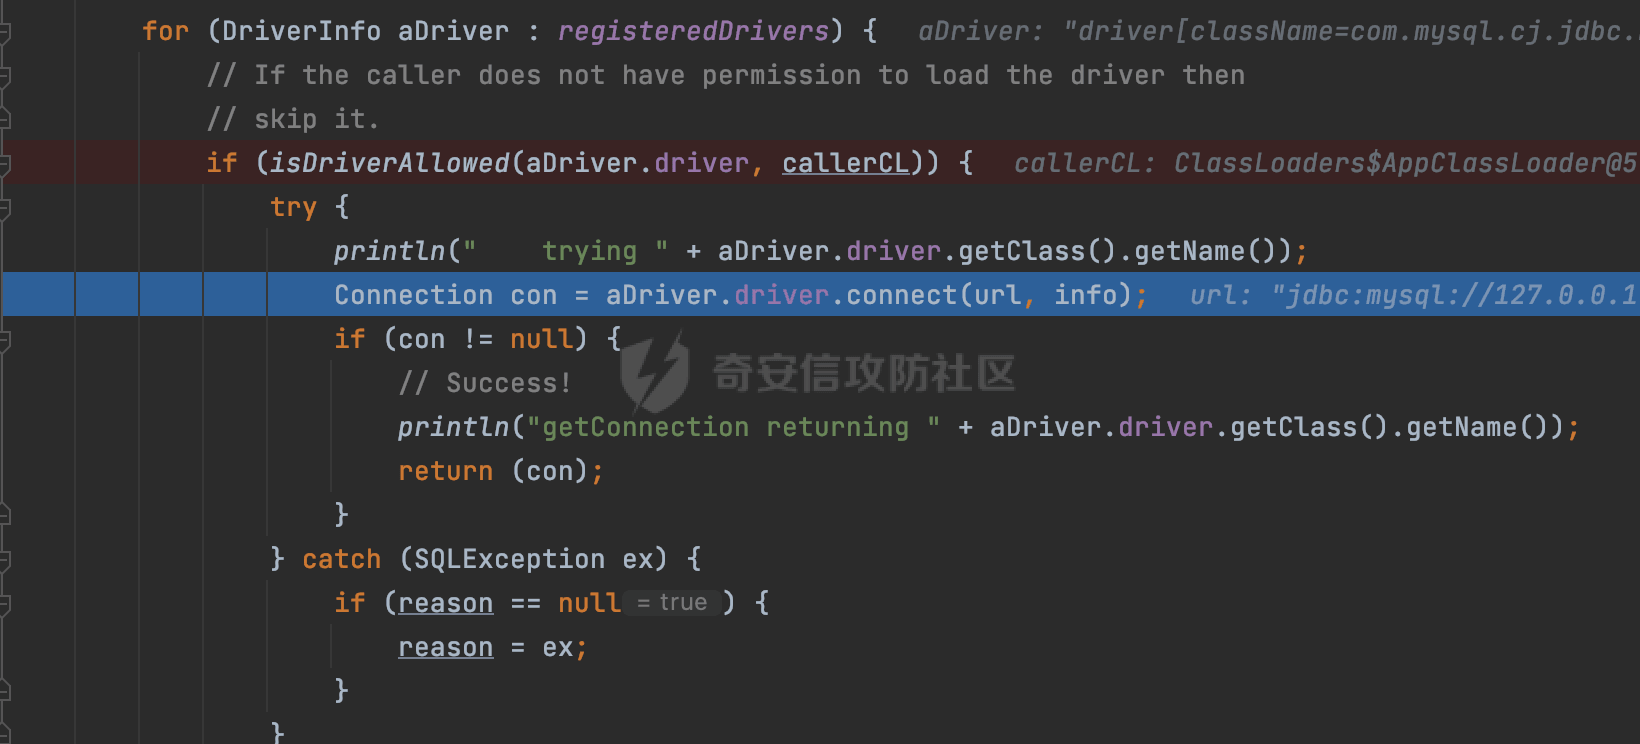 for (DriverInfo aDriver : registeredDrivers) { aDriver: "driver[className=com.mysql.cj.jdbc.
// If the caller does not have permission to load the driver then
// skip it.
if (isDriverAllowed(aDriver.driver, callerCL)) { callerCL: ClassLoaders$AppClassLoader@5
try {
println(" trying " + aDriver.driver.getClass().getName());
Connection con = aDriver.driver.connect(url, info); url: "jdbc:mysql://127.0.0.1
if (con != null) {
奇安信攻防社区
// Success!
println("getConnection returning " + aDriver.driver.getClass().getName());
return (con);
}
} catch (SQLException ex) {
if (reason == null = true ) {
reason = ex;
}
}